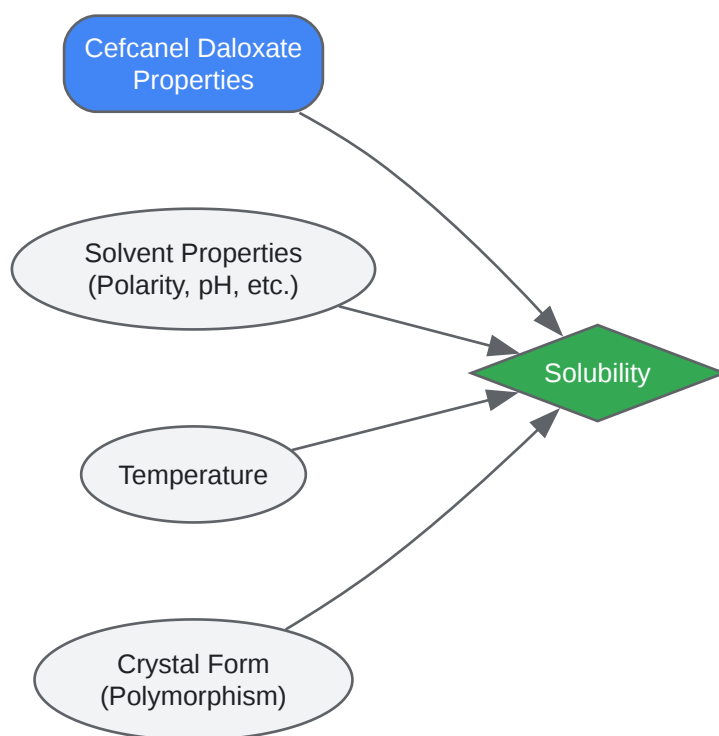 Cefcanel Daloxate
Properties
Solvent Properties
(Polarity, pH, etc.)
Solubility
Temperature
Crystal Form
(Polymorphism)